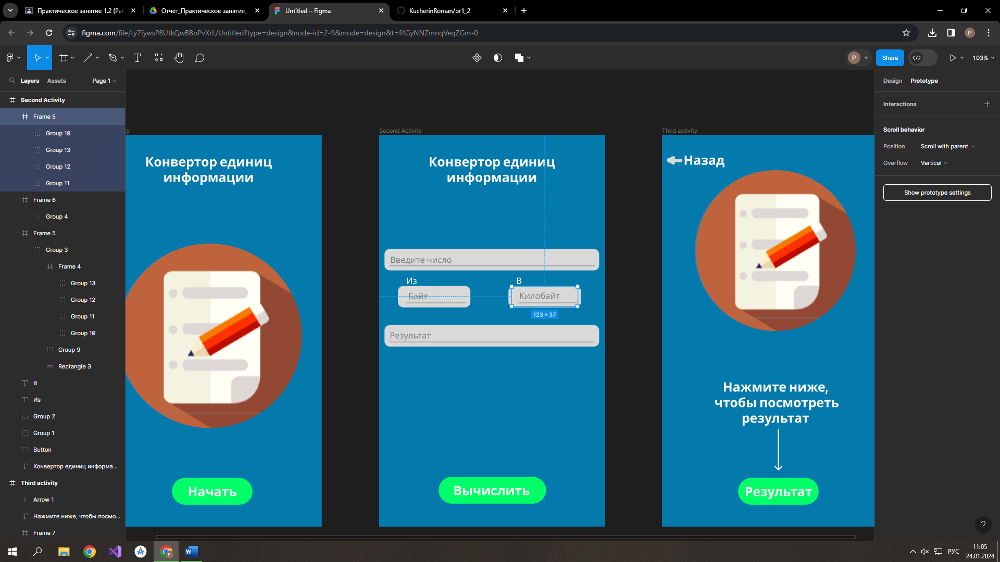 Практическое занятие 1.2 (Раб
Отчёт_Практическое занятие_
Untitled – Figma
KucherinRoman/pr1_2
figma.com/file/ty7fywsP8UtkQwBBoPvXrL/Untitled?type=design&node-id=2-9&mode=design&t=f4GyNNZmnqVeqZGm-0
P
P
Share
103%
Layers
Assets
Page 1
Design
Prototype
Second Activity
Frame 5
Group 10
Group 13
Group 12
Group 11
Frame 6
Group 4
Frame 5
Group 3
Frame 4
Group 13
Group 12
Group 11
Group 10
Group 9
Rectangle 3
В
Из
Group 2
Group 1
Button
Конвертор единиц информа...
Third activity
Arrow 1
Нажмите ниже, чтобы посмо...
Frame 7
ty
Конвертор единиц
информации
Начать
Second Activity
Конвертор единиц
информации
Введите число
Из
В
Байт
Килобайт
123 × 37
Результат
Вычислить
Third activity
Назад
Нажмите ниже,
чтобы посмотреть
результат
Результат
Interactions
Scroll behavior
Position
Scroll with parent
Overflow
Vertical
Show prototype settings
?
P
W
РУС
11:05
24.01.2024